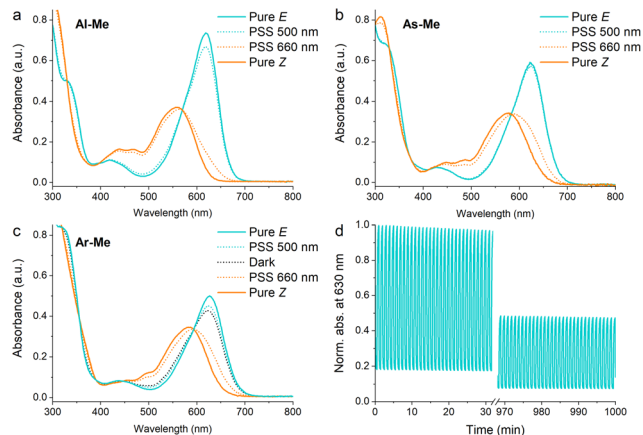 a
Al-Me
Pure E
PSS 500 nm
PSS 660 nm
Pure Z
Absorbance (a.u.)
0.8
0.6
0.4
0.2
0.0
300 400 500 600 700 800
Wavelength (nm)
b
As-Me
Pure E
PSS 500 nm
PSS 660 nm
Pure Z
Absorbance (a.u.)
0.8
0.6
0.4
0.2
0.0
300 400 500 600 700 800
Wavelength (nm)
c
Ar-Me
Pure E
PSS 500 nm
Dark
PSS 660 nm
Pure Z
Absorbance (a.u.)
0.8
0.6
0.4
0.2
0.0
300 400 500 600 700 800
Wavelength (nm)
d
Norm. abs. at 630 nm
1.0
0.8
0.6
0.4
0.2
0.0
0 10 20 30 970 980 990 1000
Time (min)